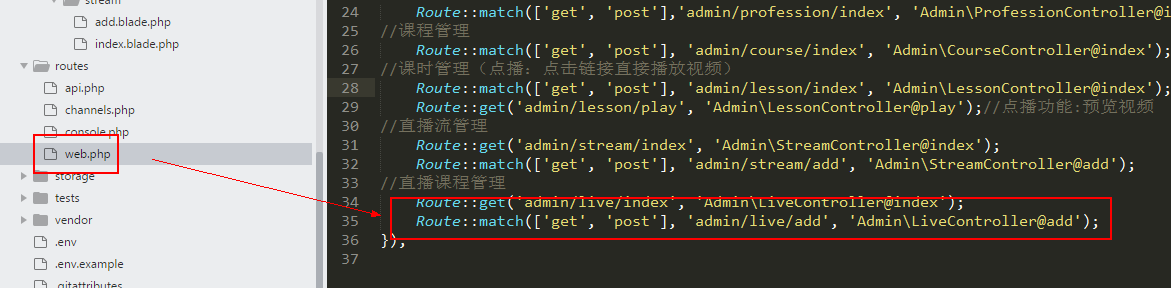 stream
add.blade.php
index.blade.php
routes
api.php
channels.php
console.php
web.php
storage
tests
vendor
.env
.env.example
.gitattributes
24 Route::match(['get', 'post'],'admin/profession/index', 'Admin\ProfessionController@i
25 //课程管理
26 Route::match(['get', 'post'], 'admin/course/index', 'Admin\CourseController@index');
27 //课时管理（点播：点击链接直接播放视频）
28 Route::match(['get', 'post'], 'admin/lesson/index', 'Admin\LessonController@index');
29 Route::get('admin/lesson/play', 'Admin\LessonController@play');//点播功能:预览视频
30 //直播流管理
31 Route::get('admin/stream/index', 'Admin\StreamController@index');
32 Route::match(['get', 'post'], 'admin/stream/add', 'Admin\StreamController@add');
33 //直播课程管理
34 Route::get('admin/live/index', 'Admin\LiveController@index');
35 Route::match(['get', 'post'], 'admin/live/add', 'Admin\LiveController@add');
36 });
37